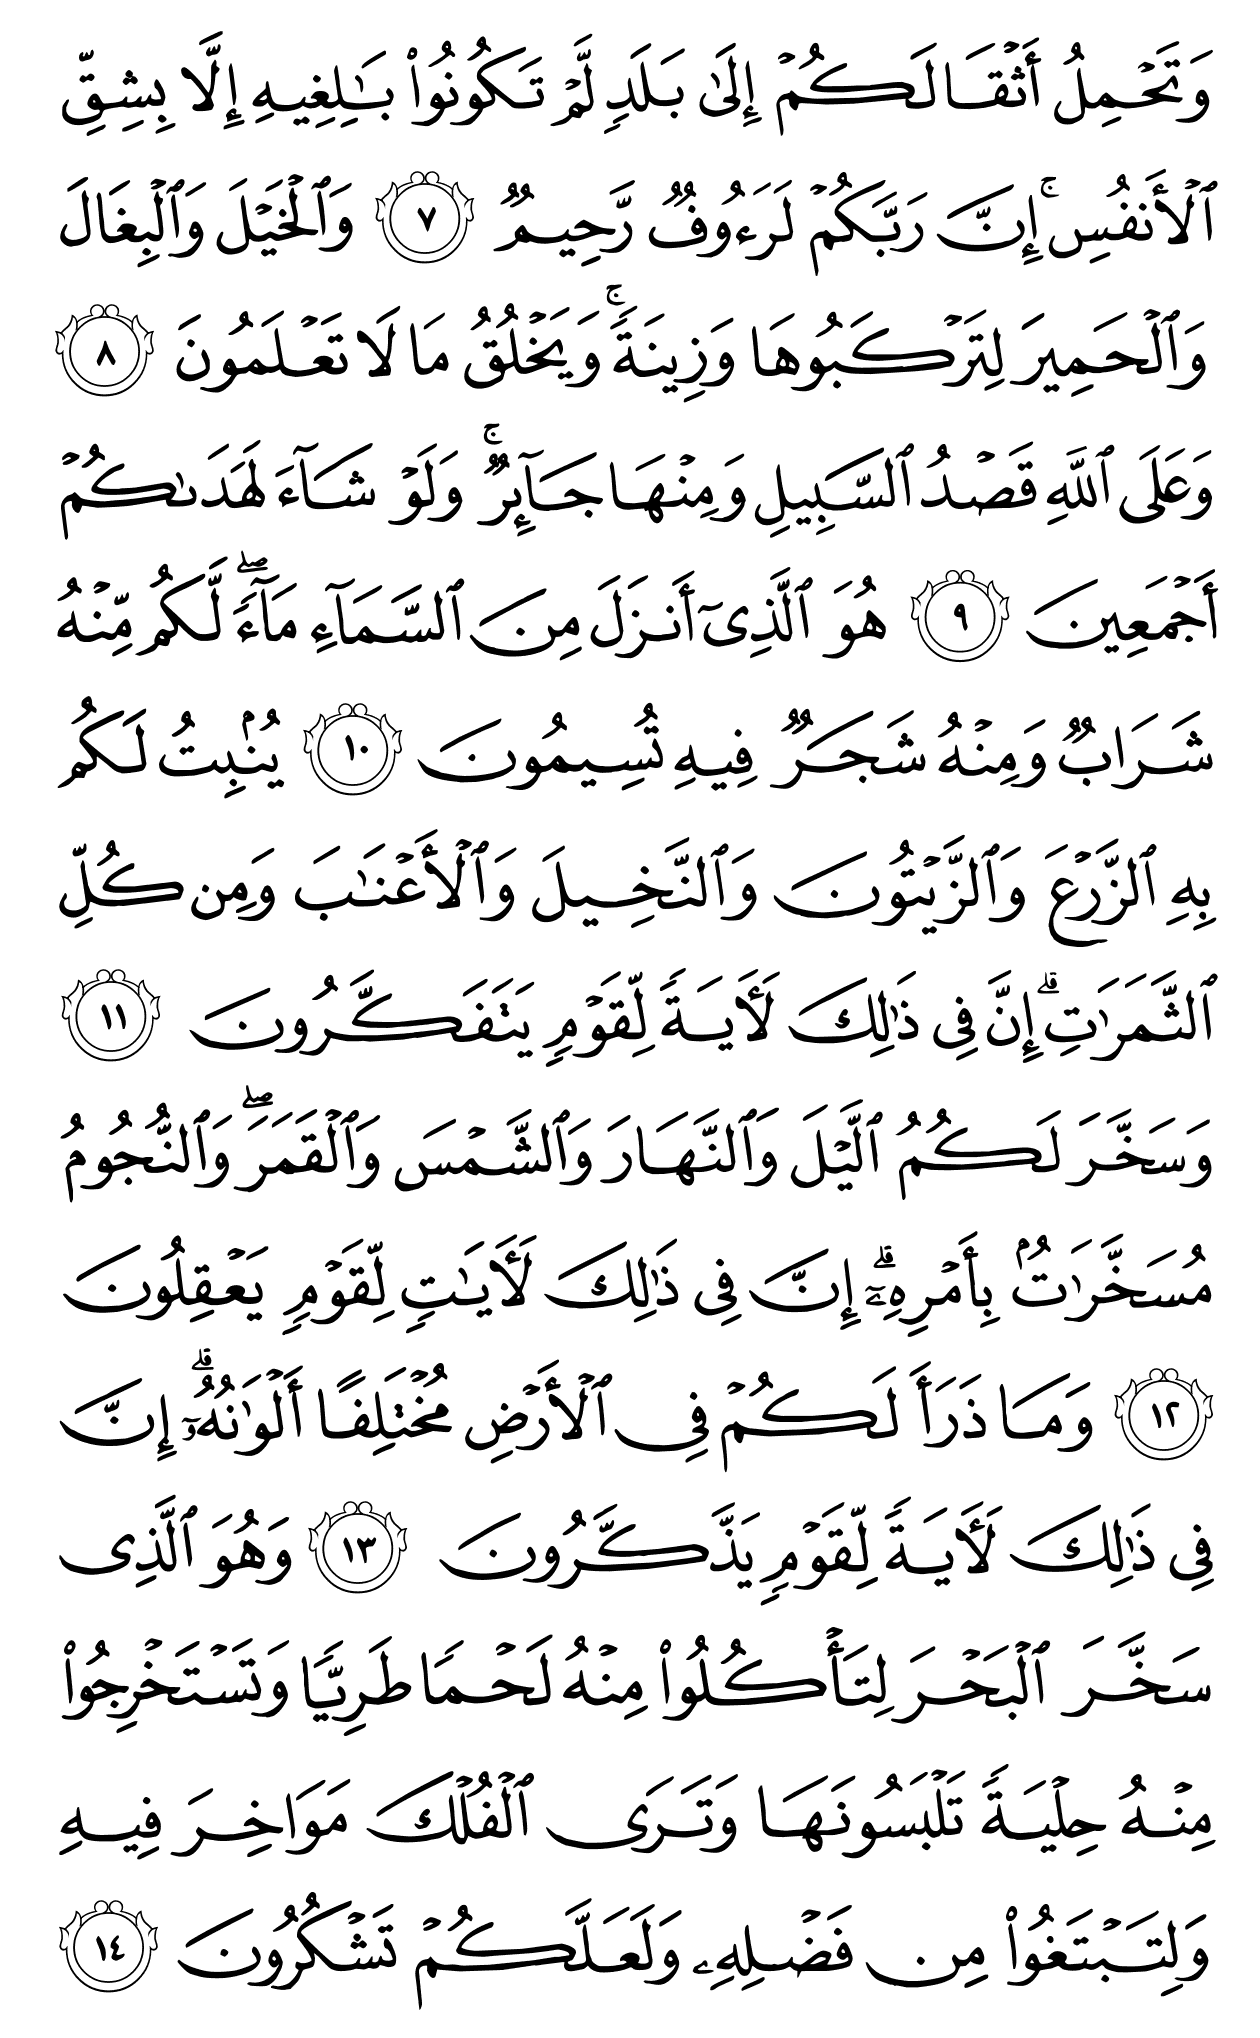 وَتَحْمِلُ أَثْقَالَكُمْ إِلَىٰ بَلَدٍ لَّمْ تَكُونُوا۟ بَـٰلِغِيهِ إِلَّا بِشِقِّ
ٱلْأَنفُسِ ۚ إِنَّ رَبَّكُمْ لَرَءُوفٌ رَّحِيمٌ ٧ وَٱلْخَيْلَ وَٱلْبِغَالَ
وَٱلْحَمِيرَ لِتَرْكَبُوهَا وَزِينَةً ۚ وَيَخْلُقُ مَا لَا تَعْلَمُونَ ٨
وَعَلَى ٱللَّهِ قَصْدُ ٱلسَّبِيلِ وَمِنْهَا جَآئِرٌ ۚ وَلَوْ شَآءَ لَهَدَىٰكُمْ
أَجْمَعِينَ ٩ هُوَ ٱلَّذِىٓ أَنزَلَ مِنَ ٱلسَّمَآءِ مَآءً ۖ لَّكُم مِّنْهُ
شَرَابٌ وَمِنْهُ شَجَرٌ فِيهِ تُسِيمُونَ ١٠ يُنۢبِتُ لَكُم
بِهِ ٱلزَّرْعَ وَٱلزَّيْتُونَ وَٱلنَّخِيلَ وَٱلْأَعْنَـٰبَ وَمِن كُلِّ
ٱلثَّمَرَٰتِ ۗ إِنَّ فِى ذَٰلِكَ لَـَٔايَةً لِّقَوْمٍ يَتَفَكَّرُونَ ١١
وَسَخَّرَ لَكُمُ ٱلَّيْلَ وَٱلنَّهَارَ وَٱلشَّمْسَ وَٱلْقَمَرَ ۖ وَٱلنُّجُومُ
مُسَخَّرَٰتٌۢ بِأَمْرِهِۦٓ ۗ إِنَّ فِى ذَٰلِكَ لَـَٔايَـٰتٍ لِّقَوْمٍ يَعْقِلُونَ
١٢ وَمَا ذَرَأَ لَكُمْ فِى ٱلْأَرْضِ مُخْتَلِفًا أَلْوَٰنُهُۥٓ ۗ إِنَّ
فِى ذَٰلِكَ لَـَٔايَةً لِّقَوْمٍ يَذَّكَّرُونَ ١٣ وَهُوَ ٱلَّذِى
سَخَّرَ ٱلْبَحْرَ لِتَأْكُلُوا۟ مِنْهُ لَحْمًا طَرِيًّا وَتَسْتَخْرِجُوا۟
مِنْهُ حِلْيَةً تَلْبَسُونَهَا وَتَرَى ٱلْفُلْكَ مَوَاخِرَ فِيهِ
وَلِتَبْتَغُوا۟ مِن فَضْلِهِۦ وَلَعَلَّكُمْ تَشْكُرُونَ ١٤